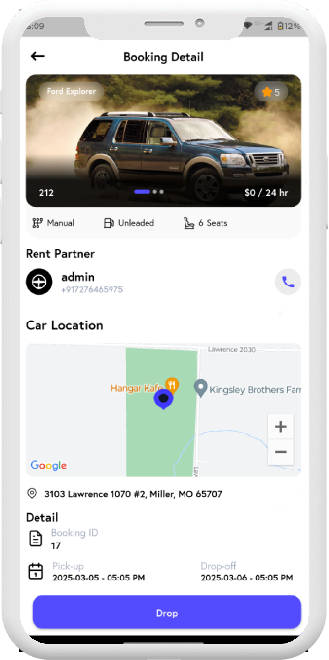 12%
Booking Detail
Ford Explorer
5
212
$0 / 24 hr
Manual
Unleaded
6 Seats
Rent Partner
admin
+917276465975
Car Location
Lawrence 2030
Hangar Kafe
Kingsley Brothers Farm
Google
3103 Lawrence 1070 #2, Miller, MO 65707
Detail
Booking ID
17
Pick-up
Drop-off
2025-03-05 - 05:05 PM
2025-03-06 - 05:05 PM
Drop